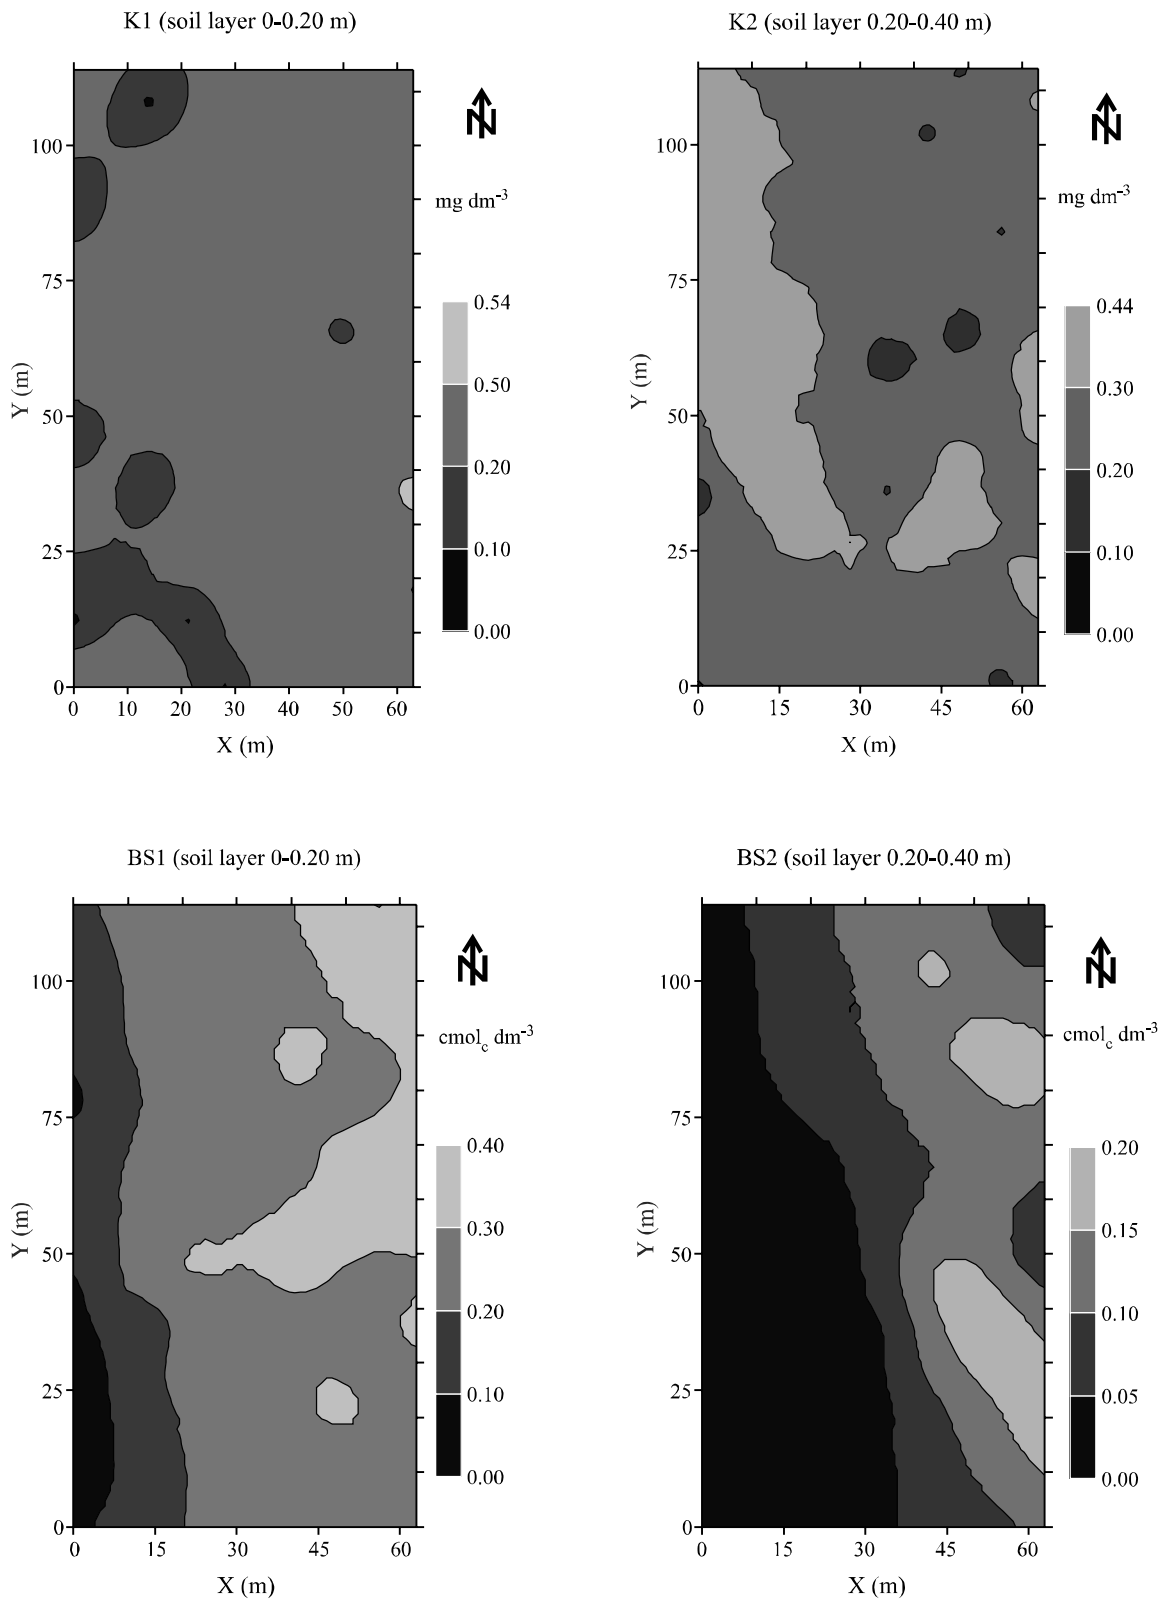 K1 (soil layer 0-0.20 m)
N
mg dm-3
100
75
50
25
0
Y (m)
0.54
0.50
0.20
0.10
0.00
0 10 20 30 40 50 60
X (m)
K2 (soil layer 0.20-0.40 m)
N
mg dm-3
100
75
50
25
0
Y (m)
0.44
0.30
0.20
0.10
0.00
0 15 30 45 60
X (m)
BS1 (soil layer 0-0.20 m)
N
cmolc dm-3
100
75
50
25
0
Y (m)
0.40
0.30
0.20
0.10
0.00
0 15 30 45 60
X (m)
BS2 (soil layer 0.20-0.40 m)
N
cmolc dm-3
100
75
50
25
0
Y (m)
0.20
0.15
0.10
0.05
0.00
0 15 30 45 60
X (m)